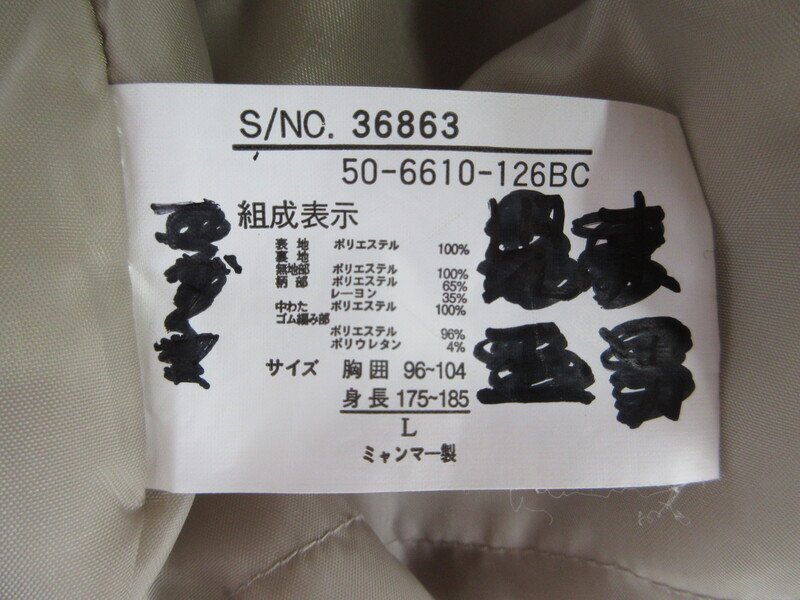 S/NO. 36863
50-6610-126BC
組成表示
表 地 ポリエステル 100%
裏 地
無地部 ポリエステル 100%
柄 部 ポリエステル 65%
レーヨン 35%
中わた ポリエステル 100%
ゴム編み部
ポリエステル 96%
ポリウレタン 4%
サイズ 胸 囲 96~104
身 長 175~185
L
ミャンマー製